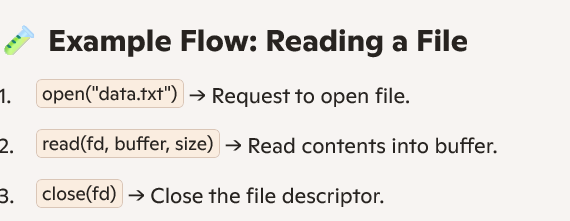 Example Flow: Reading a File
1. open("data.txt") → Request to open file.
2. read(fd, buffer, size) → Read contents into buffer.
3. close(fd) → Close the file descriptor.